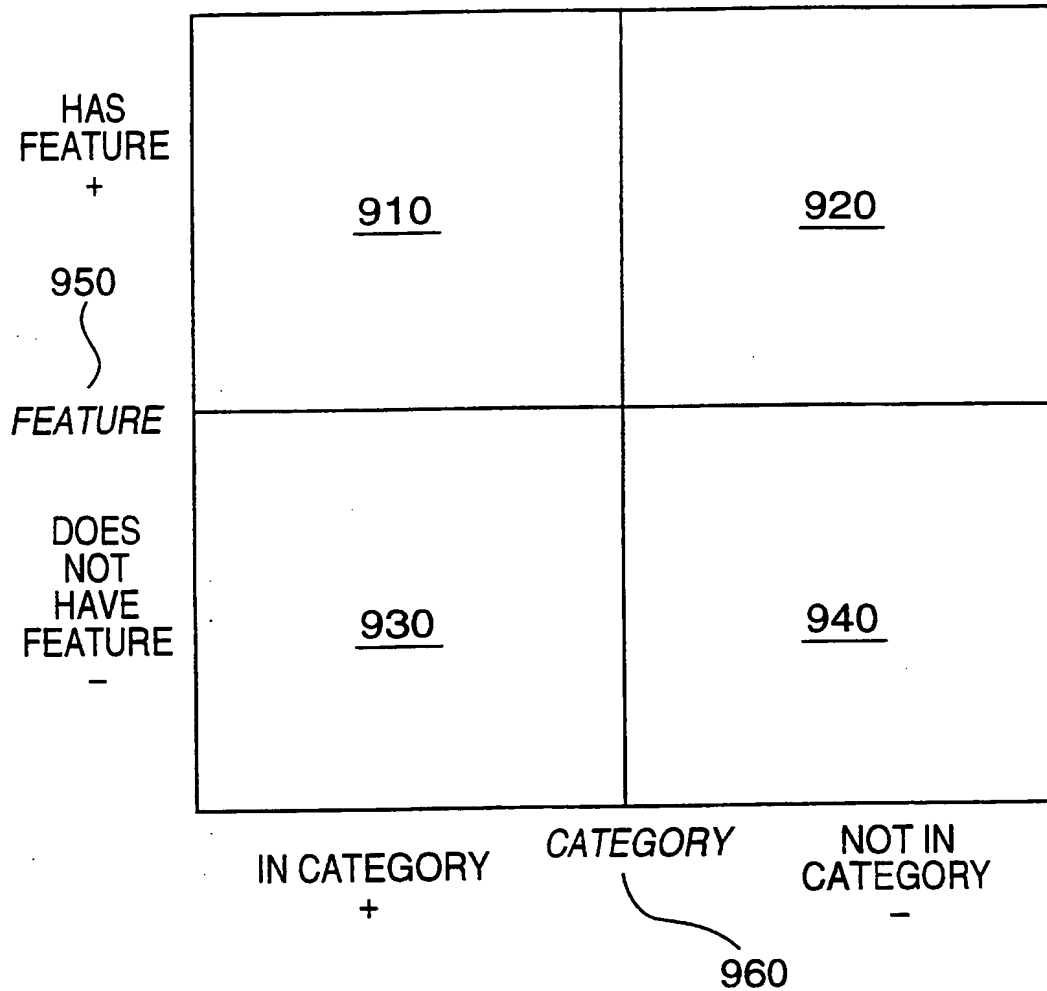 HAS
FEATURE
+
910
920
950
FEATURE
DOES
NOT
HAVE
FEATURE
–
930
940
IN CATEGORY
+
CATEGORY
NOT IN
CATEGORY
–
960